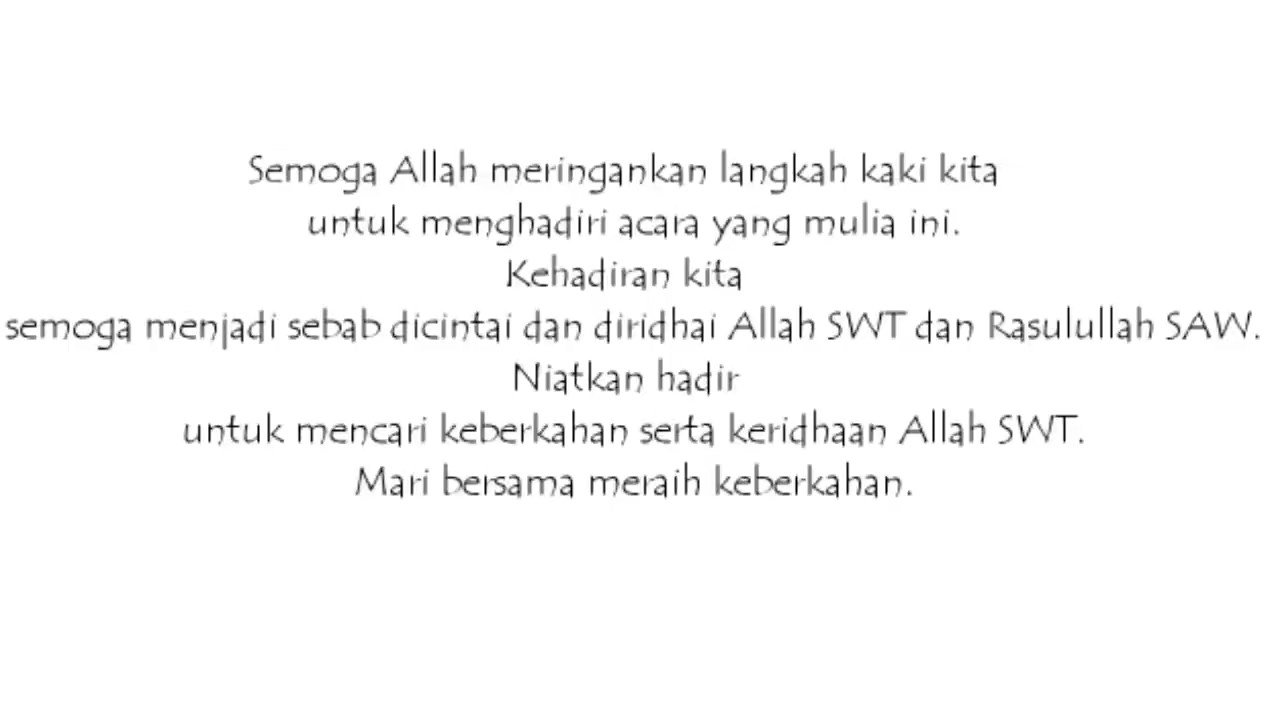 Semoga Allah meringankan langkah kaki kita
untuk menghadiri acara yang mulia ini.
Kehadiran kita
semoga menjadi sebab dicintai dan diridhai Allah SWT dan Rasulullah SAW.
Niatkan hadir
untuk mencari keberkahan serta keridhaan Allah SWT.
Mari bersama meraih keberkahan.